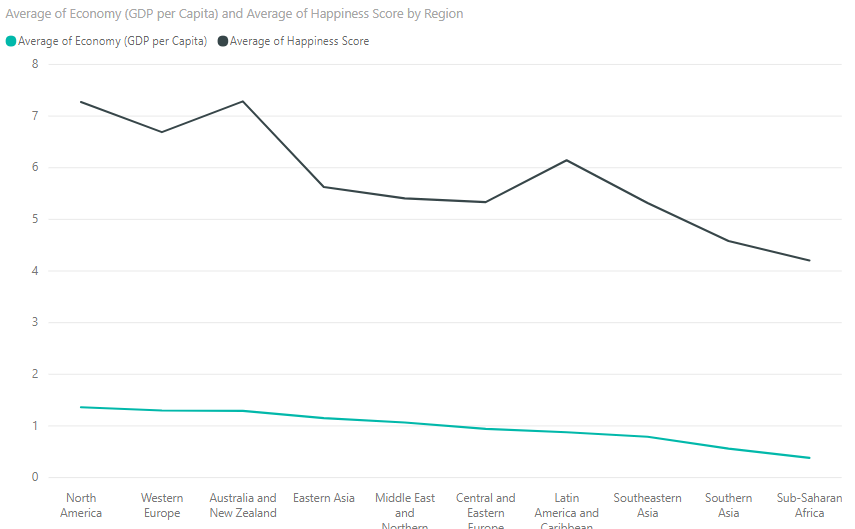 Average of Economy (GDP per Capita) and Average of Happiness Score by Region
Average of Economy (GDP per Capita) Average of Happiness Score
8
7
6
5
4
3
2
1
0
North
America
Western
Europe
Australia and
New Zealand
Eastern Asia
Middle East
and
Northern
Central and
Eastern
Europe
Latin
America and
Caribbean
Southeastern
Asia
Southern
Asia
Sub-Saharan
Africa